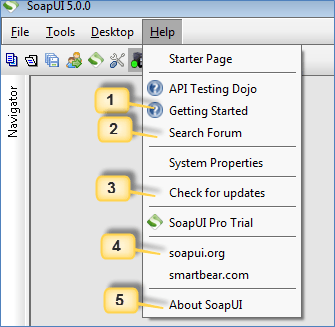 SoapUI 5.0.0
File Tools Desktop Help
Navigator
Starter Page
API Testing Dojo
1 Getting Started
2 Search Forum
System Properties
3 Check for updates
SoapUI Pro Trial
4 soapui.org
smartbear.com
5 About SoapUI